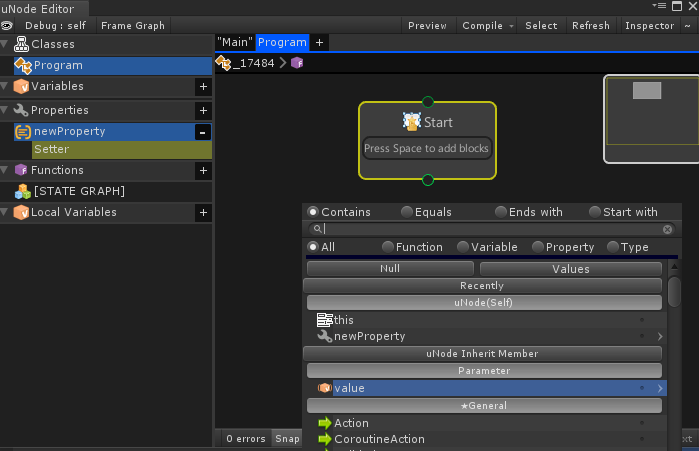 uNode Editor
Debug : self
Frame Graph
Preview
Compile
Select
Refresh
Inspector
Classes
Program
Variables
+
Properties
+
newProperty
-
Setter
Functions
+
[STATE GRAPH]
Local Variables
+
"Main" Program +
_17484
Start
Press Space to add blocks
Contains Equals Ends with Start with
All Function Variable Property Type
Null Values
Recently
uNode(Self)
this
newProperty
uNode Inherit Member
Parameter
value
★General
Action
CoroutineAction
0 errors Snap